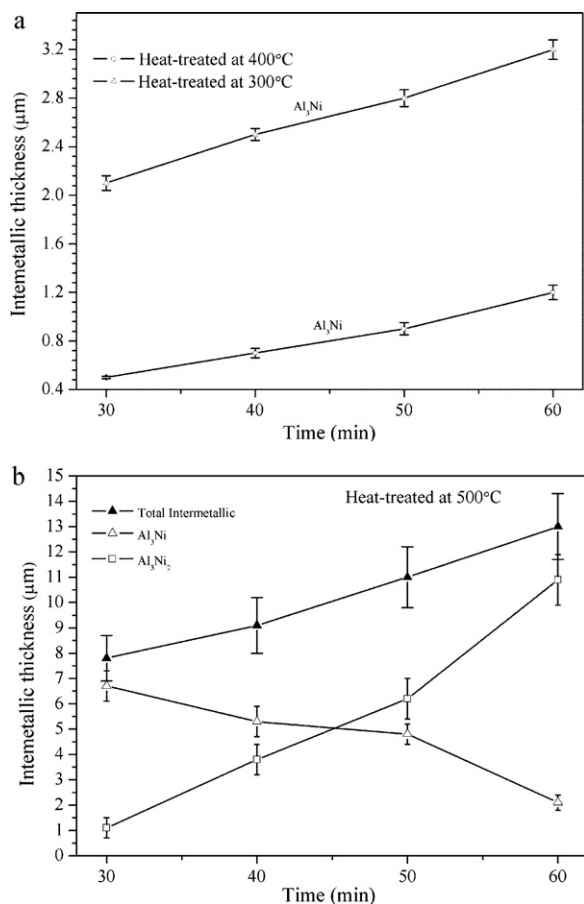 a
Heat-treated at 400°C
Heat-treated at 300°C
Al₃Ni
Al₃Ni
3.2
2.8
2.4
2.0
1.6
1.2
0.8
0.4
Intemetallic thickness (μm)
30 40 50 60
Time (min)
b
Heat-treated at 500°C
Total Intermetallic
Al₃Ni
Al₃Ni₂
15
14
13
12
11
10
9
8
7
6
5
4
3
2
1
0
Intemetallic thickness (μm)
30 40 50 60
Time (min)